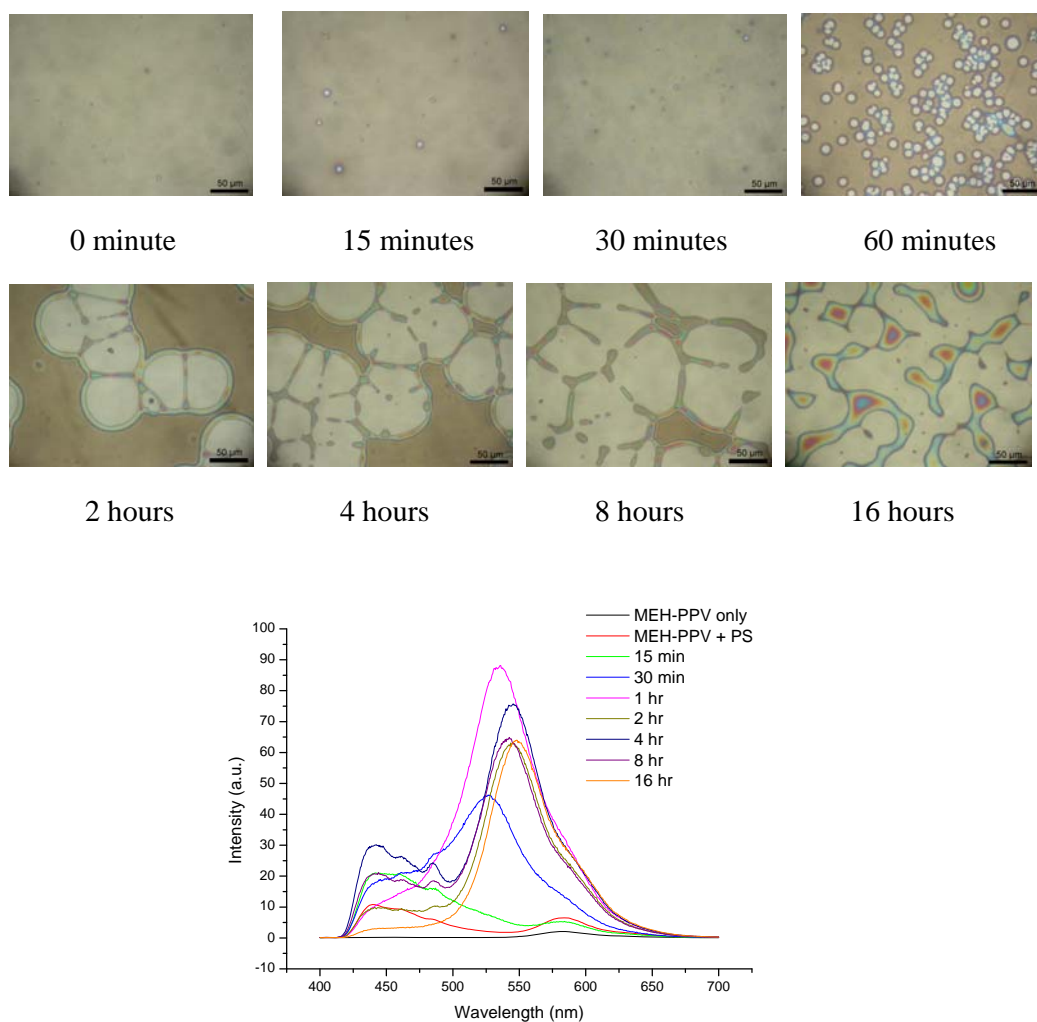 50 µm 50 µm 50 µm 50 µm
0 minute 15 minutes 30 minutes 60 minutes
50 µm 50 µm 50 µm 50 µm
2 hours 4 hours 8 hours 16 hours
MEH-PPV only
MEH-PPV + PS
15 min
30 min
1 hr
2 hr
4 hr
8 hr
16 hr
100
90
80
70
60
50
40
30
20
10
0
-10
Intensity (a.u.)
400 450 500 550 600 650 700
Wavelength (nm)